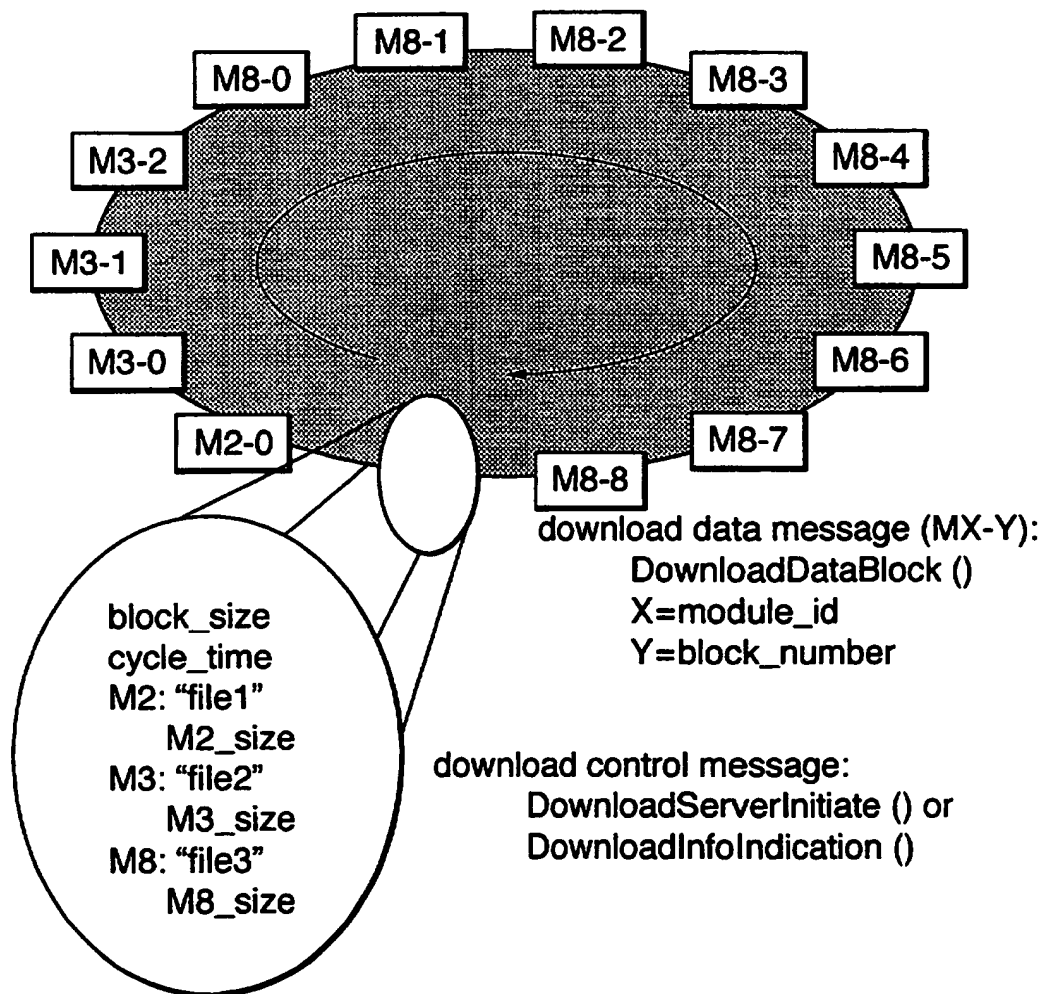 M8-1
M8-2
M8-0
M8-3
M3-2
M8-4
M3-1
M8-5
M3-0
M8-6
M2-0
M8-7
M8-8
download data message (MX-Y):
DownloadDataBlock ()
X=module_id
Y=block_number
block_size
cycle_time
M2: “file1”
M2_size
M3: “file2”
M3_size
M8: “file3”
M8_size
download control message:
DownloadServerInitiate () or
DownloadInfoIndication ()